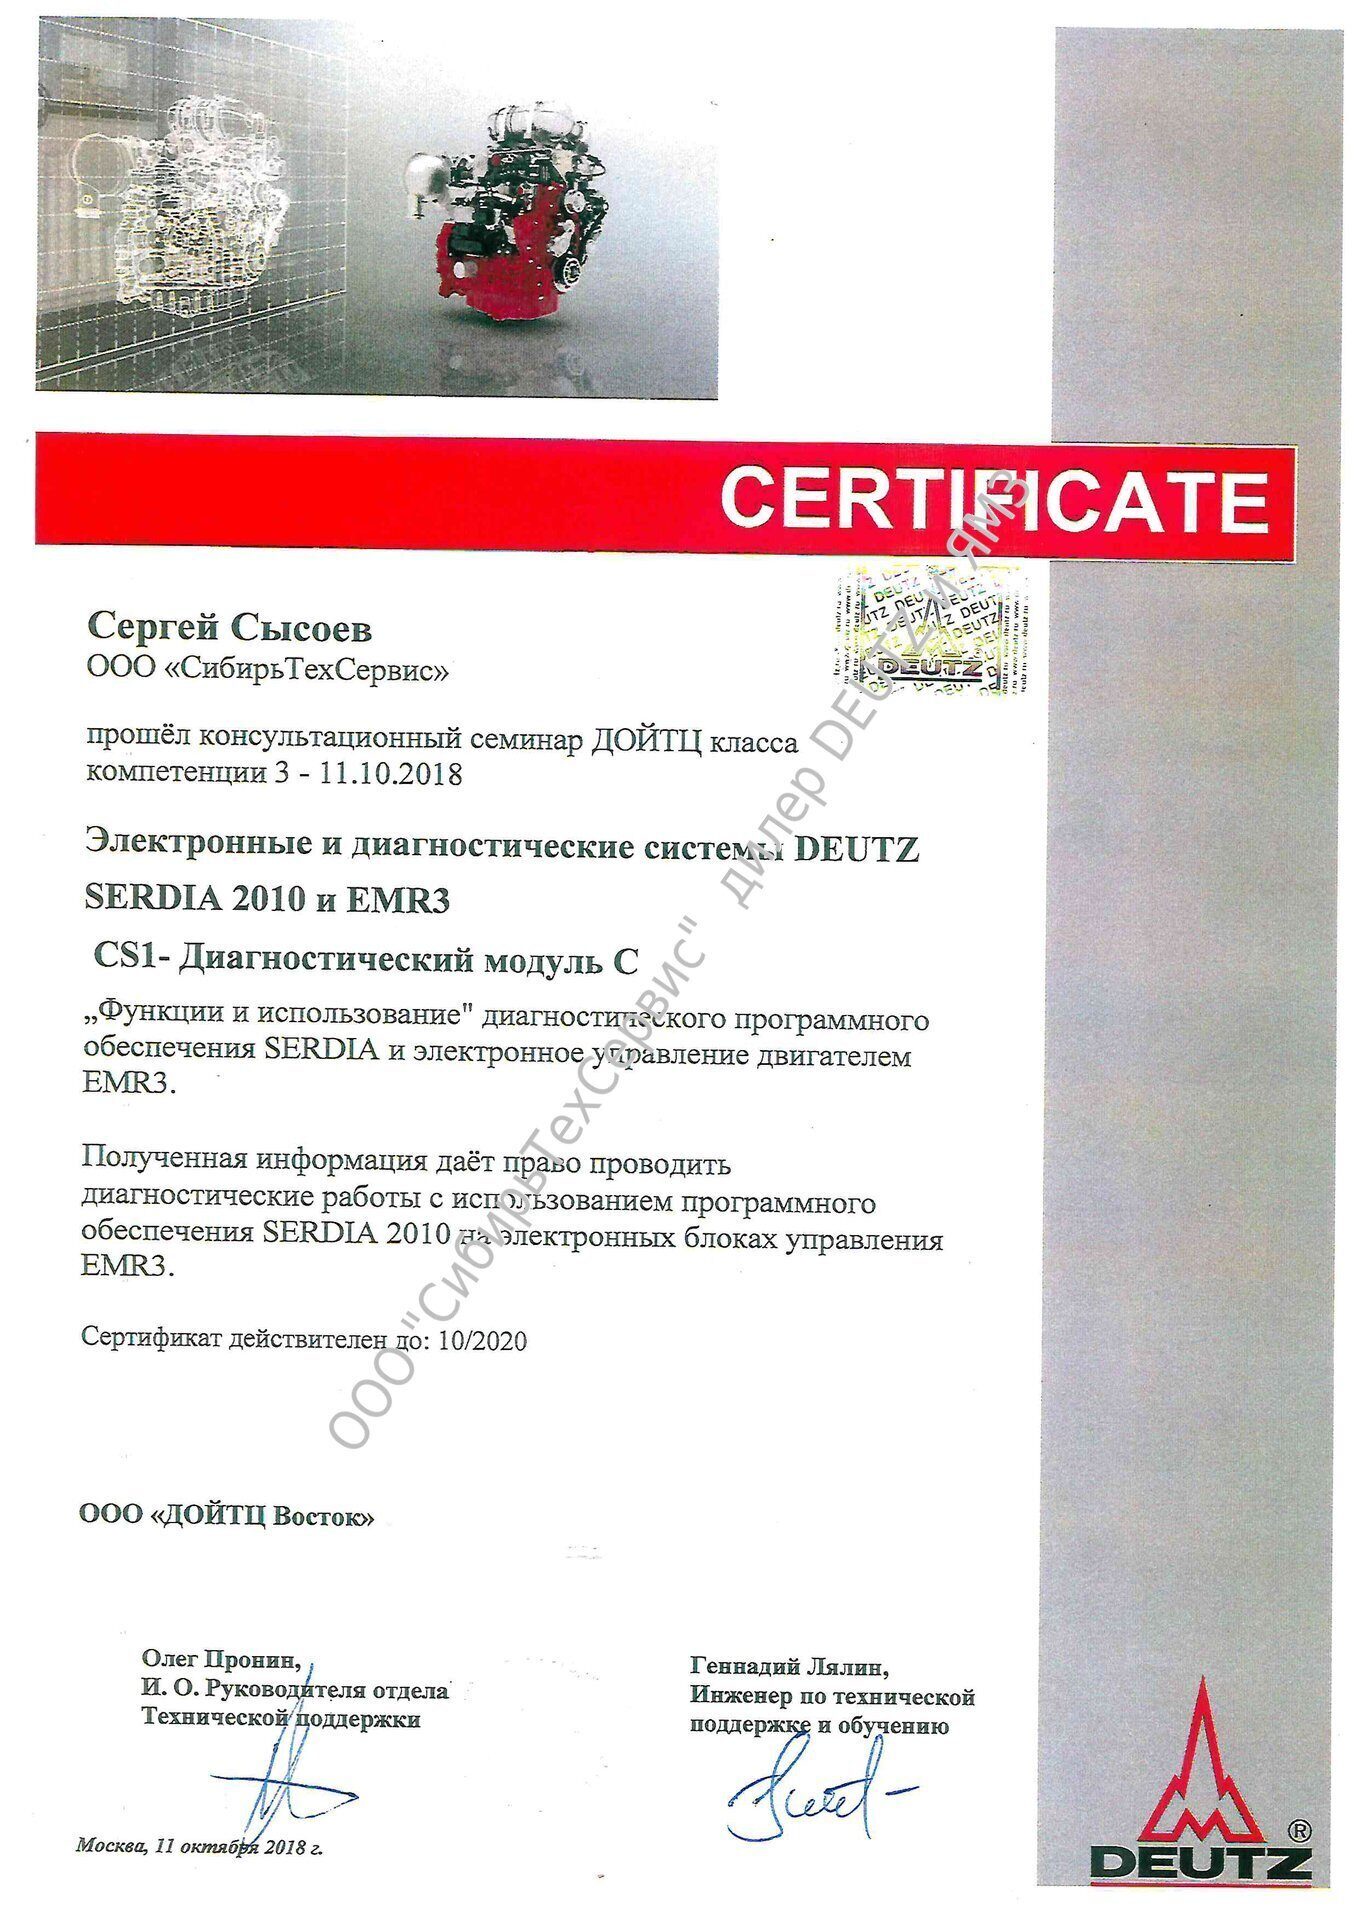 CERTIFICATE
DEUTZ
Сергей Сысоев
ООО «СибирьТехСервис»
прошёл консультационный семинар ДОЙТЦ класса
компетенции 3 - 11.10.2018
Электронные и диагностические системы DEUTZ
SERDIA 2010 и EMR3
CS1- Диагностический модуль С
„Функции и использование" диагностического программного
обеспечения SERDIA и электронное управление двигателем
EMR3.
Полученная информация даёт право проводить
диагностические работы с использованием программного
обеспечения SERDIA 2010 на электронных блоках управления
EMR3.
Сертификат действителен до: 10/2020
ООО "СибирьТехСервис" дилер DEUTZ и ЯМЗ
ООО «ДОЙТЦ Восток»
Олег Пронин,
И. О. Руководителя отдела
Технической поддержки
Геннадий Лялин,
Инженер по технической
поддержке и обучению
Москва, 11 октября 2018 г.
DEUTZ ®